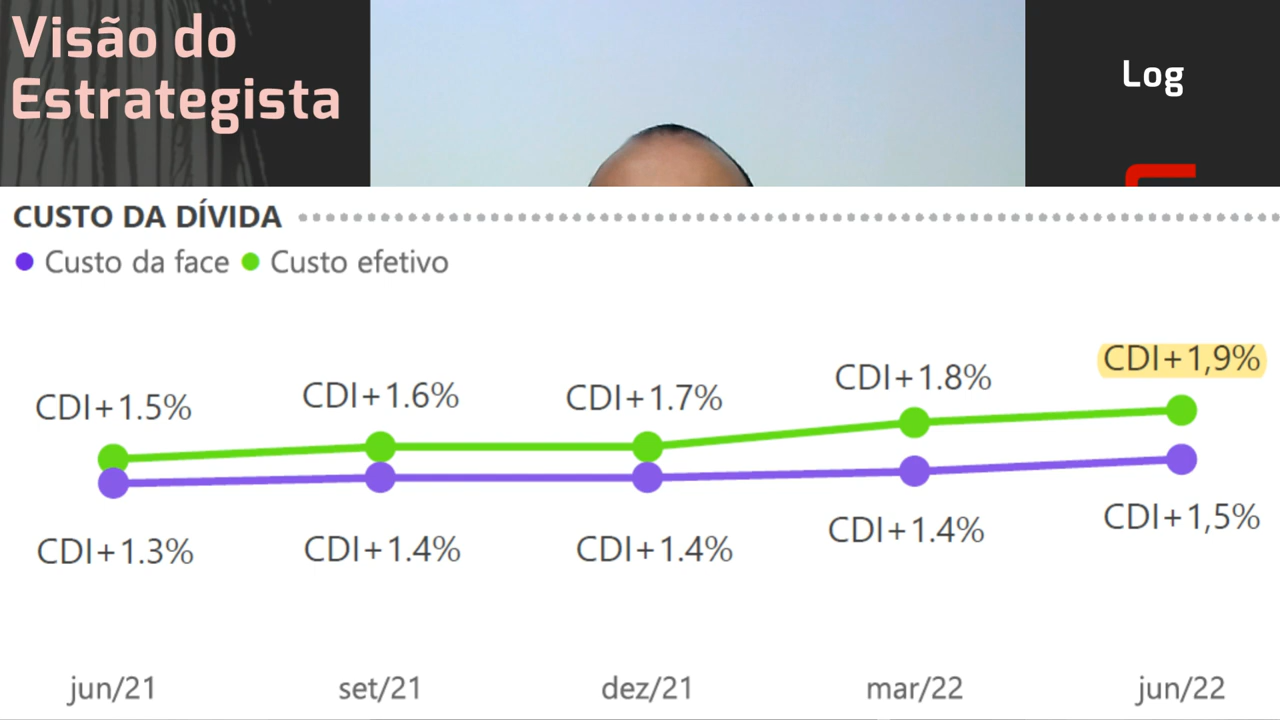 Visão do
Estrategista
Log
CUSTO DA DÍVIDA
Custo da face Custo efetivo
CDI+1.5% CDI+1.6% CDI+1.7% CDI+1.8% CDI+1,9%
CDI+1.3% CDI+1.4% CDI+1.4% CDI+1.4% CDI+1,5%
jun/21 set/21 dez/21 mar/22 jun/22